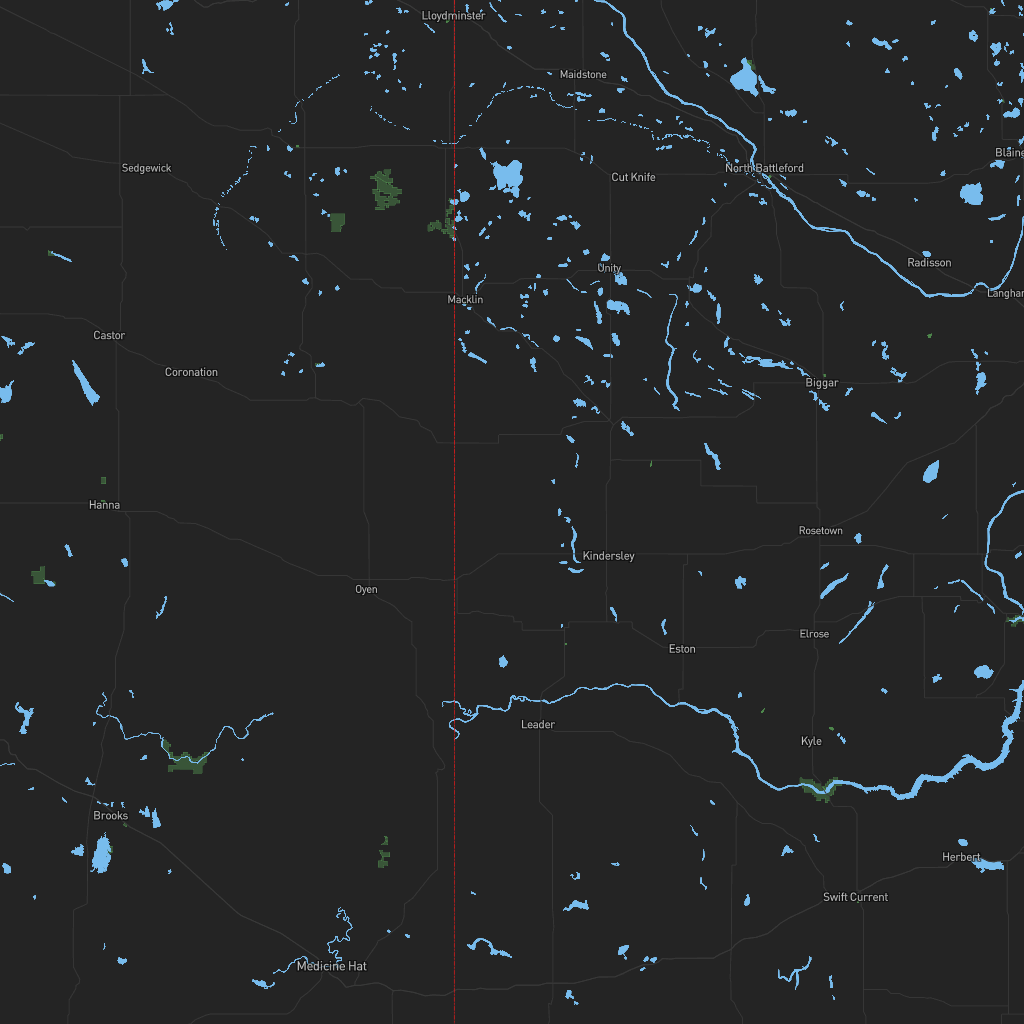 Lloydminster
Maidstone
Blaine
Sedgewick
North Battleford
Cut Knife
Radisson
Unity
Langhar
Macklin
Castor
Coronation
Biggar
Hanna
Rosetown
Kindersley
Oyen
Elrose
Eston
Leader
Kyle
Brooks
Herbert
Swift Current
Medicine Hat